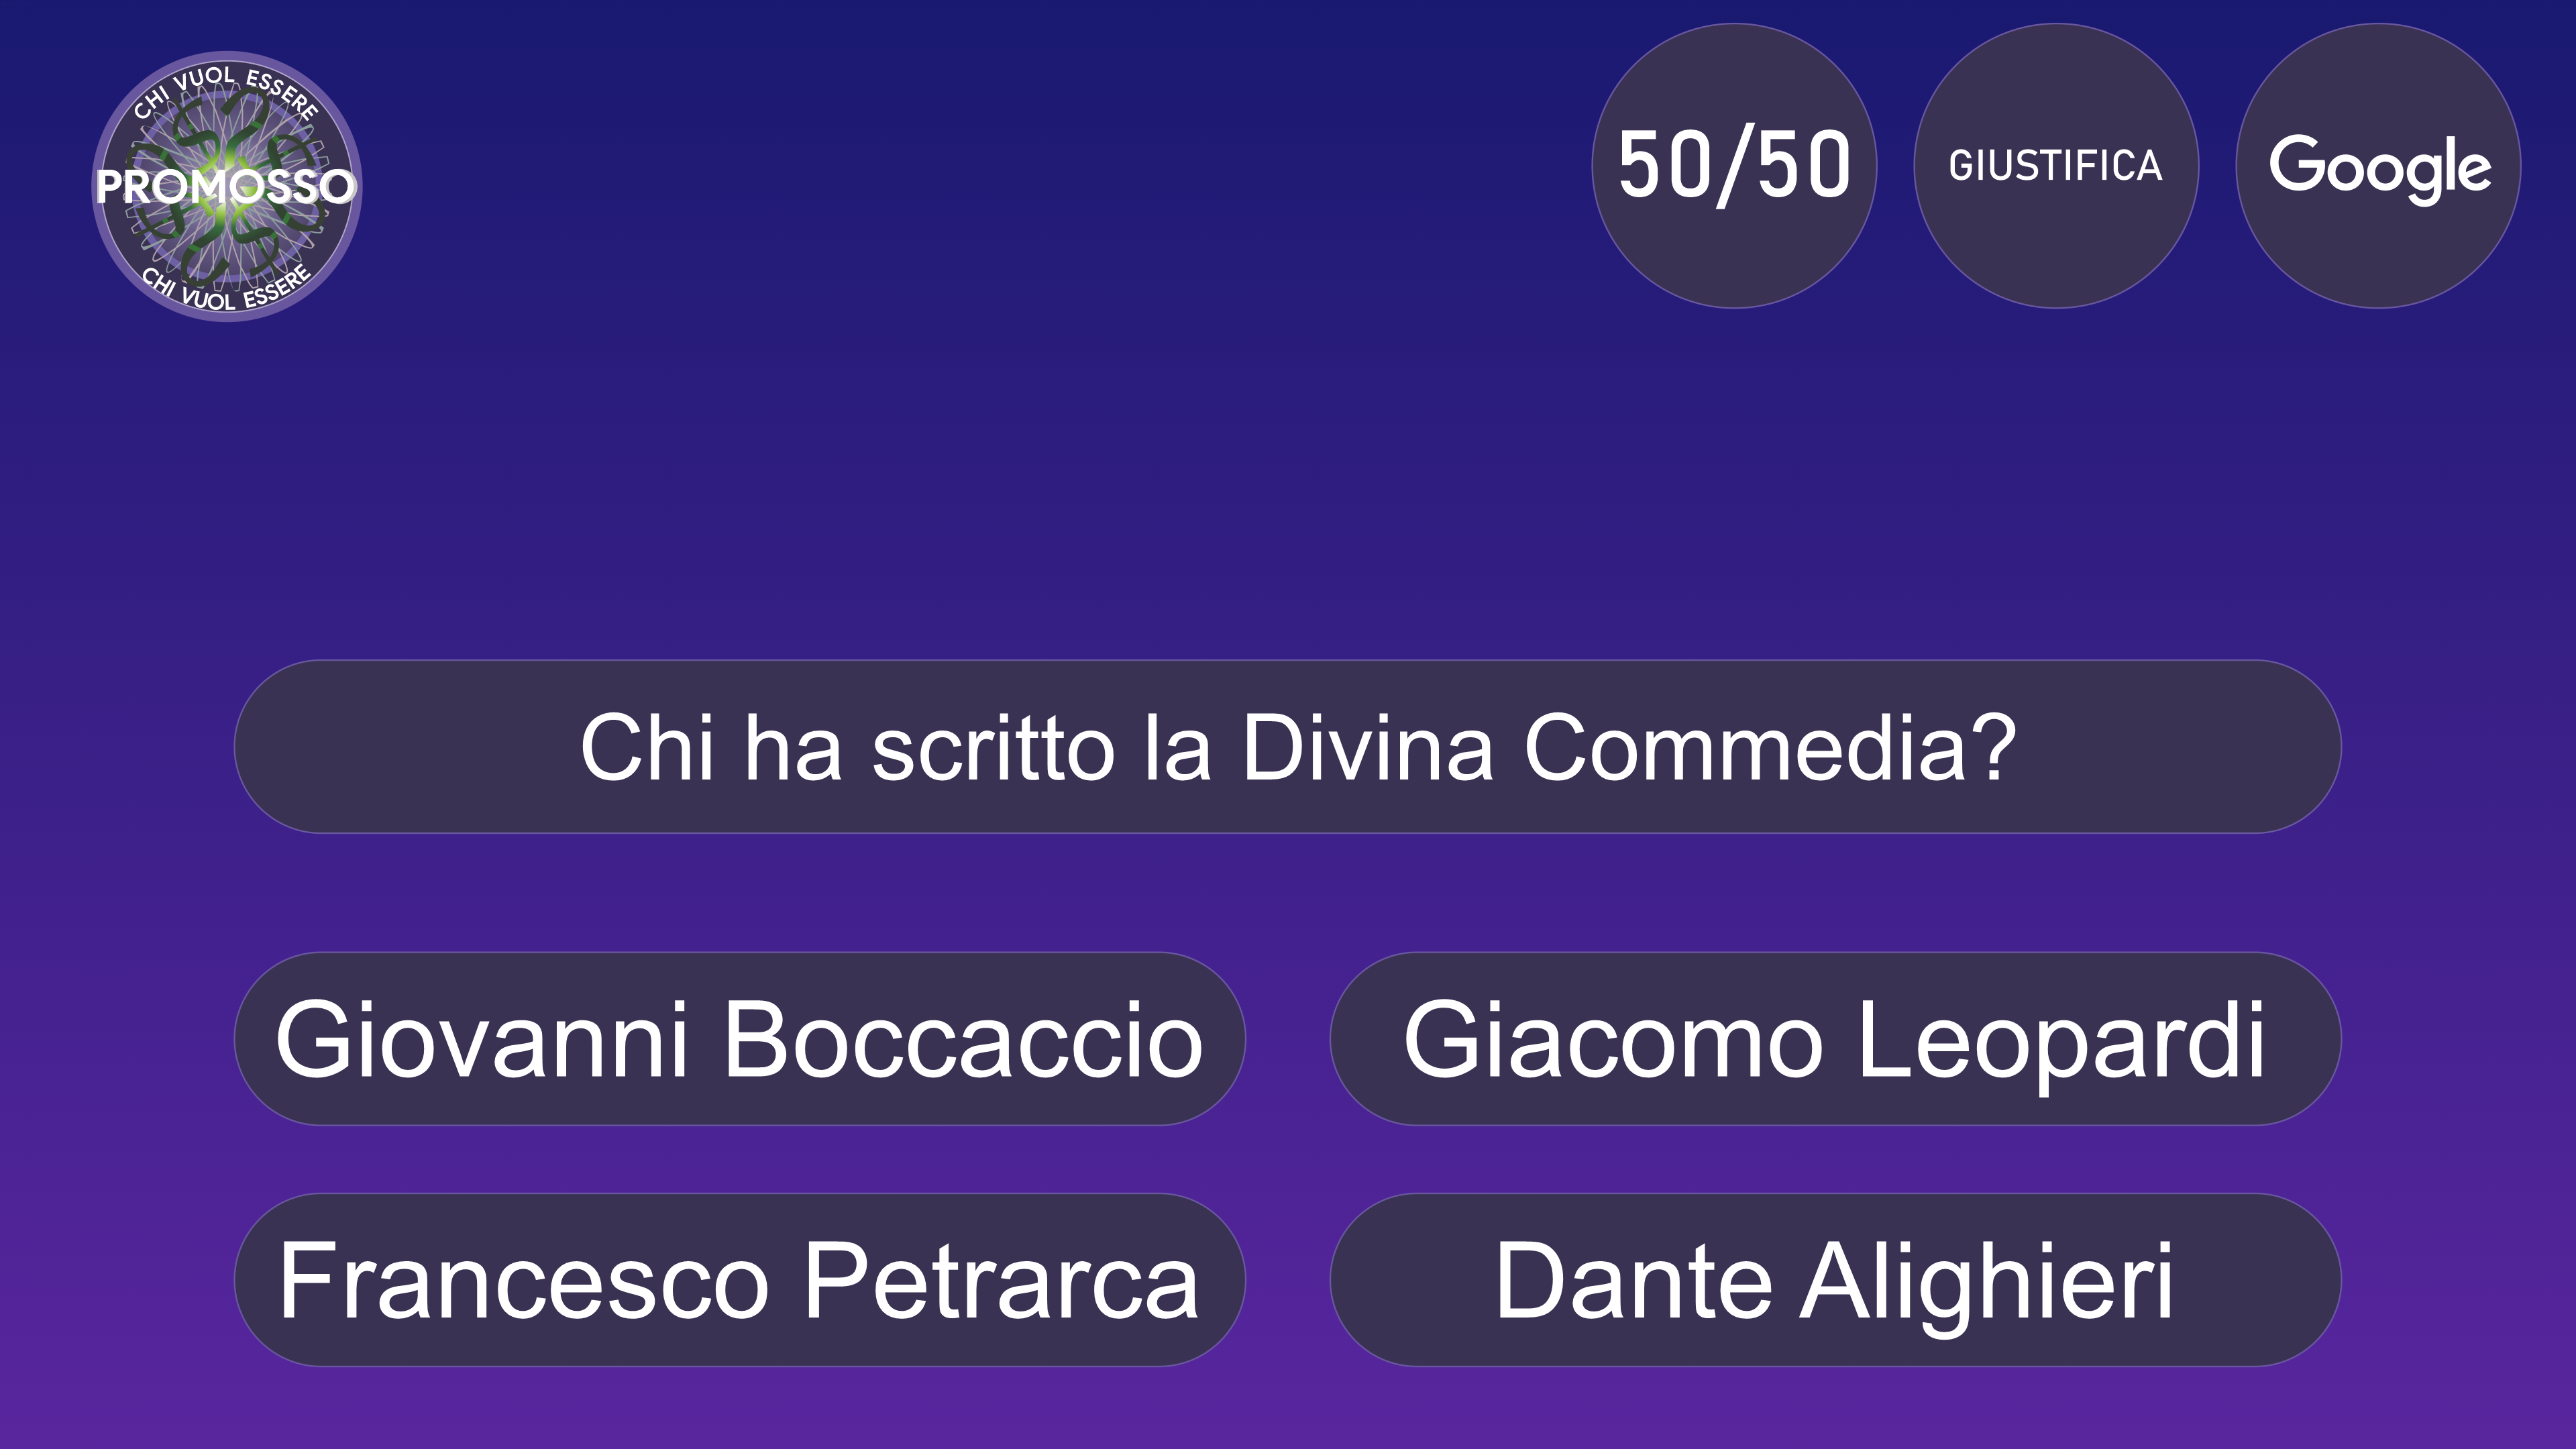 CHI VUOL ESSERE
PROMOSSO
CHI VUOL ESSERE
50/50
GIUSTIFICA
Google
Chi ha scritto la Divina Commedia?
Giovanni Boccaccio
Giacomo Leopardi
Francesco Petrarca
Dante Alighieri